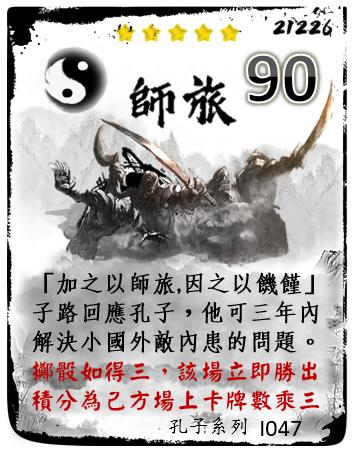 21226
師旅
90
「加之以師旅,因之以饑饉」
子路回應孔子，他可三年內
解決小國外敵內患的問題。
擲骰如得三，該場立即勝出
積分為己方場上卡牌數乘三
孔子系列 I047